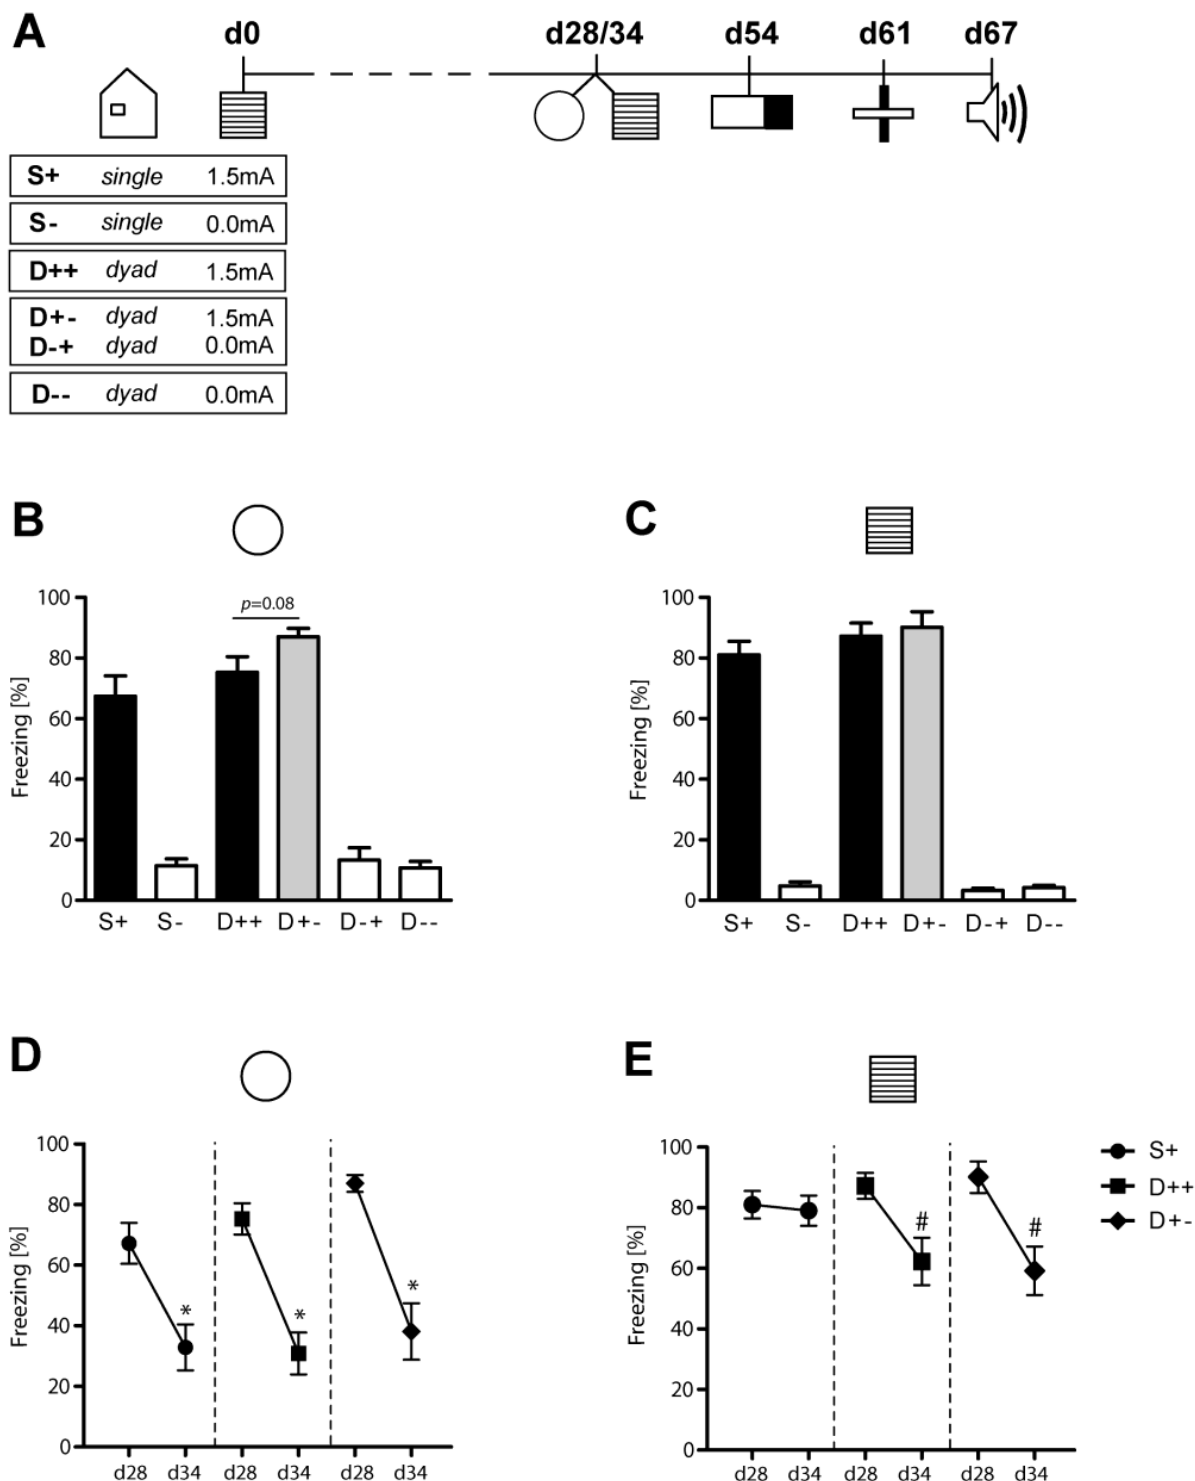 A
d0 d28/34 d54 d61 d67
S+ single 1.5mA
S- single 0.0mA
D++ dyad 1.5mA
D+- dyad 1.5mA
D-+ dyad 0.0mA
D-- dyad 0.0mA
B
Freezing [%]
100
80
60
40
20
0
p=0.08
S+ S- D++ D+- D-+ D--
C
Freezing [%]
100
80
60
40
20
0
S+ S- D++ D+- D-+ D--
D
Freezing [%]
100
80
60
40
20
0
* * *
d28 d34 d28 d34 d28 d34
E
Freezing [%]
100
80
60
40
20
0
# #
d28 d34 d28 d34 d28 d34
S+
D++
D+-